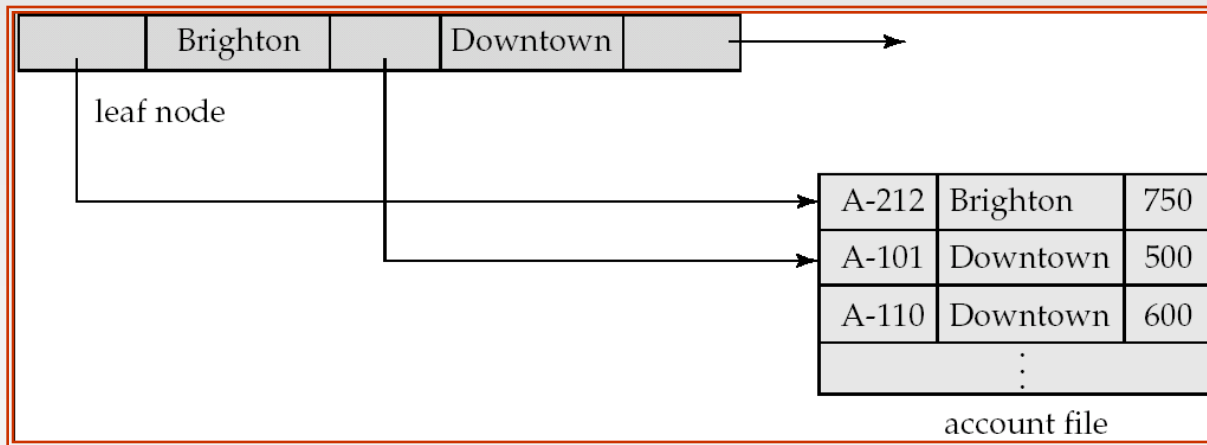 Brighton Downtown
leaf node
A-212 Brighton 750
A-101 Downtown 500
A-110 Downtown 600
⋮
account file